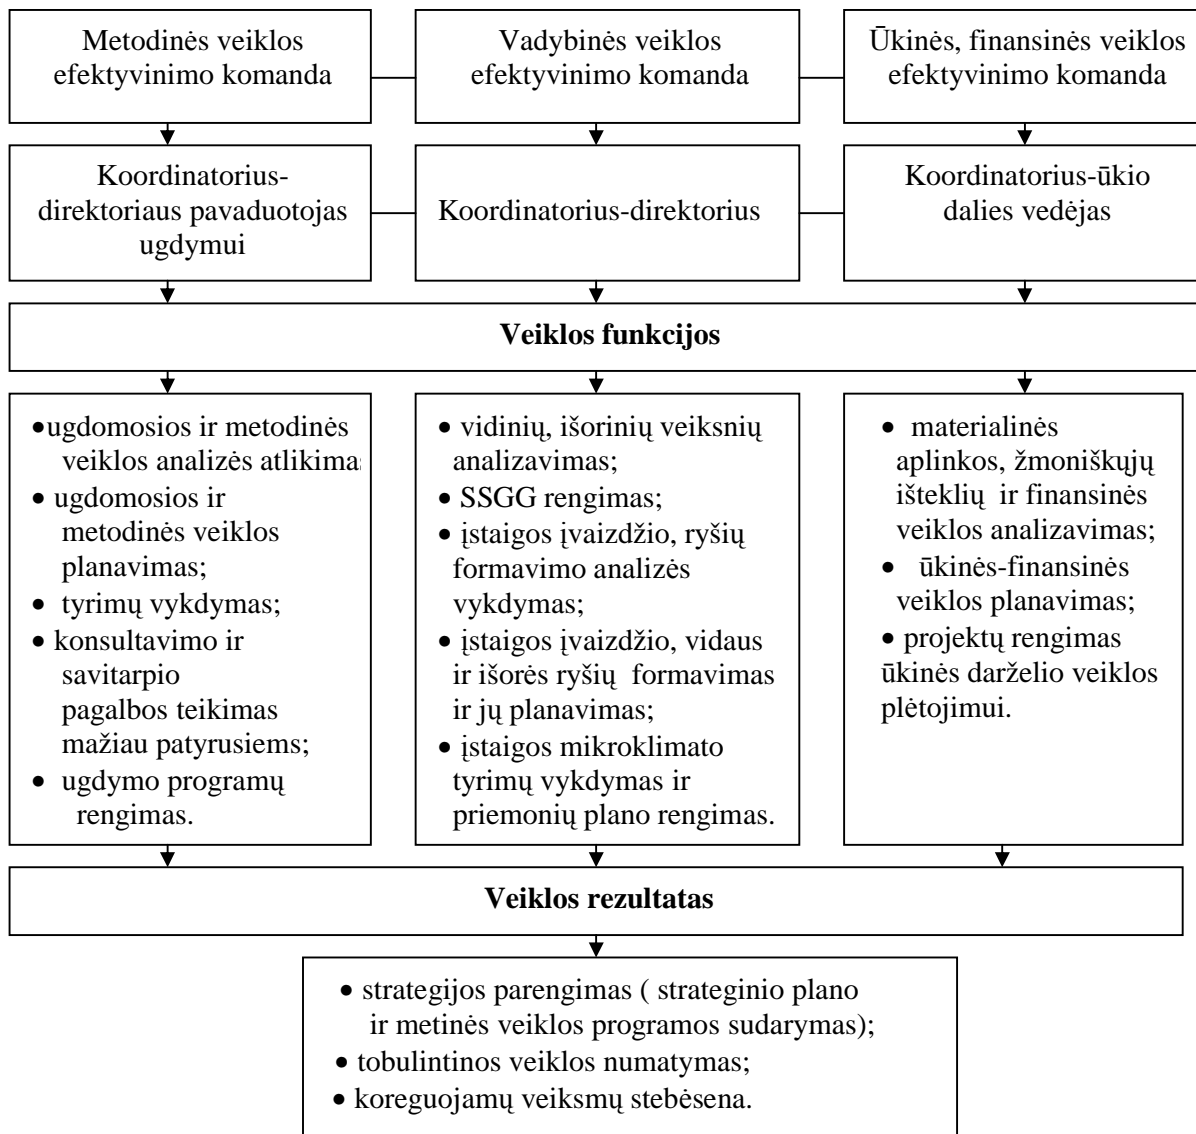 Metodinės veiklos
efektyvinimo komanda
Vadybinės veiklos
efektyvinimo komanda
Ūkinės, finansinės veiklos
efektyvinimo komanda
Koordinatorius-
direktoriaus pavaduotojas
ugdymui
Koordinatorius-direktorius
Koordinatorius-ūkio
dalies vedėjas
Veiklos funkcijos
•ugdomosios ir metodinės
veiklos analizės atlikima
• ugdomosios ir
metodinės veiklos
planavimas;
• tyrimų vykdymas;
• konsultavimo ir
savitarpio
pagalbos teikimas
mažiau patyrusiems;
• ugdymo programų
rengimas.
• vidinių, išorinių veiksnių
analizavimas;
• SSGG rengimas;
• įstaigos įvaizdžio, ryšių
formavimo analizės
vykdymas;
• įstaigos įvaizdžio, vidaus
ir išorės ryšių formavimas
ir jų planavimas;
• įstaigos mikroklimato
tyrimų vykdymas ir
priemonių plano rengimas.
• materialinės
aplinkos, žmoniškųjų
išteklių ir finansinės
veiklos analizavimas;
• ūkinės-finansinės
veiklos planavimas;
• projektų rengimas
ūkinės darželio veiklos
plėtojimui.
Veiklos rezultatas
• strategijos parengimas ( strateginio plano
ir metinės veiklos programos sudarymas);
• tobulintinos veiklos numatymas;
• koreguojamų veiksmų stebėsena.